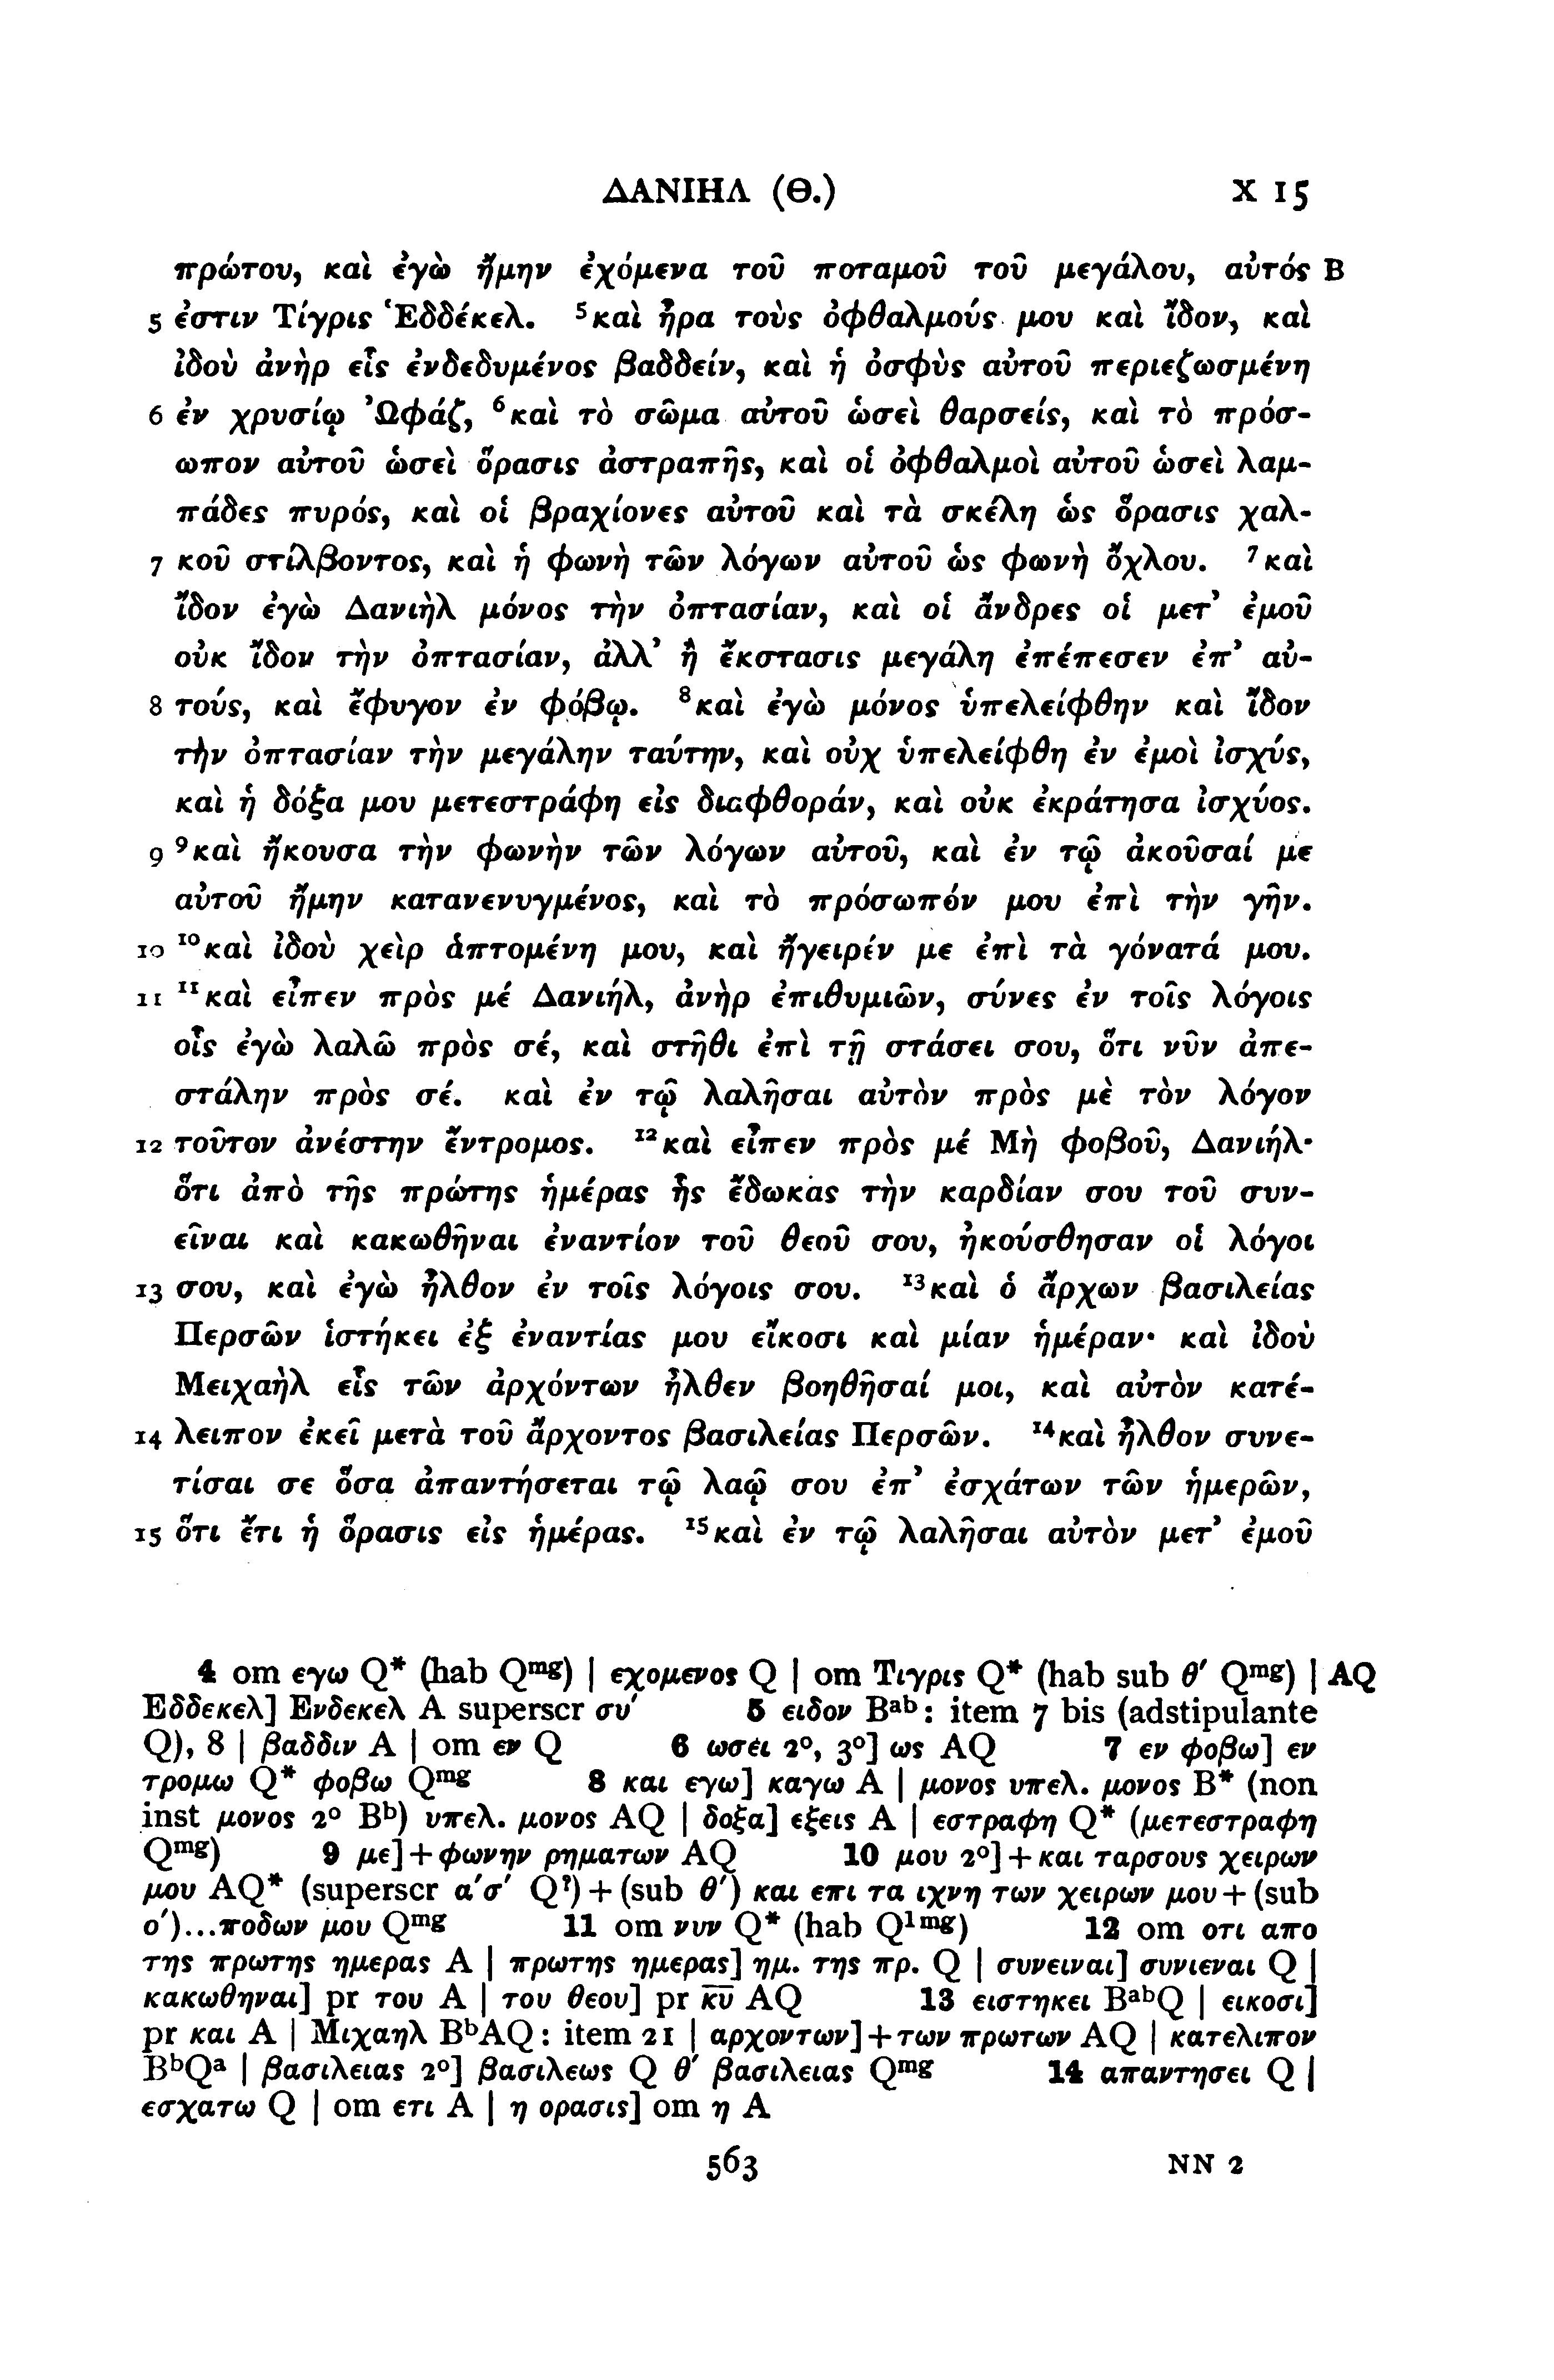 ΔΑΝΙΗΛ (Θ.) X 15
πρώτου, καὶ ἐγὼ ἤμην ἐχόμενα τοῦ ποταμοῦ τοῦ μεγάλου, αὐτός B
5 ἐστιν Τίγρις Ἑδδέκελ. ⁵καὶ ἦρα τοὺς ὀφθαλμούς μου καὶ ἴδον, καὶ
ἰδοὺ ἀνὴρ εἷς ἐνδεδυμένος βαδδείν, καὶ ἡ ὀσφὺς αὐτοῦ περιεζωσμένη
6 ἐν χρυσίῳ Ὠφάζ, ⁶καὶ τὸ σῶμα αὐτοῦ ὡσεὶ θαρσείς, καὶ τὸ πρόσ-
ωπον αὐτοῦ ὡσεὶ ὅρασις ἀστραπῆς, καὶ οἱ ὀφθαλμοὶ αὐτοῦ ὡσεὶ λαμ-
πάδες πυρός, καὶ οἱ βραχίονες αὐτοῦ καὶ τὰ σκέλη ὡς ὅρασις χαλ-
7 κοῦ στίλβοντος, καὶ ἡ φωνὴ τῶν λόγων αὐτοῦ ὡς φωνὴ ὄχλου. ⁷καὶ
ἴδον ἐγὼ Δανιὴλ μόνος τὴν ὀπτασίαν, καὶ οἱ ἄνδρες οἱ μετ’ ἐμοῦ
οὐκ ἴδον τὴν ὀπτασίαν, ἀλλ’ ἢ ἔκστασις μεγάλη ἐπέπεσεν ἐπ’ αὐ-
8 τούς, καὶ ἔφυγον ἐν φόβῳ. ⁸καὶ ἐγὼ μόνος ὑπελείφθην καὶ ἴδον
τὴν ὀπτασίαν τὴν μεγάλην ταύτην, καὶ οὐχ ὑπελείφθη ἐν ἐμοὶ ἰσχύς,
καὶ ἡ δόξα μου μετεστράφη εἰς διαφθοράν, καὶ οὐκ ἐκράτησα ἰσχύος.
9 ⁹καὶ ἤκουσα τὴν φωνὴν τῶν λόγων αὐτοῦ, καὶ ἐν τῷ ἀκοῦσαί με
αὐτοῦ ἤμην κατανενυγμένος, καὶ τὸ πρόσωπόν μου ἐπὶ τὴν γῆν.
10 ¹⁰καὶ ἰδοὺ χεὶρ ἁπτομένη μου, καὶ ἤγειρέν με ἐπὶ τὰ γόνατά μου.
11 ¹¹καὶ εἶπεν πρὸς μέ Δανιήλ, ἀνὴρ ἐπιθυμιῶν, σύνες ἐν τοῖς λόγοις
οἷς ἐγὼ λαλῶ πρὸς σέ, καὶ στῆθι ἐπὶ τῇ στάσει σου, ὅτι νῦν ἀπε-
στάλην πρὸς σέ. καὶ ἐν τῷ λαλῆσαι αὐτὸν πρὸς μὲ τὸν λόγον
12 τοῦτον ἀνέστην ἔντρομος. ¹²καὶ εἶπεν πρὸς μέ Μὴ φοβοῦ, Δανιήλ·
ὅτι ἀπὸ τῆς πρώτης ἡμέρας ἧς ἔδωκας τὴν καρδίαν σου τοῦ συν-
εῖναι καὶ κακωθῆναι ἐναντίον τοῦ θεοῦ σου, ἠκούσθησαν οἱ λόγοι
13 σου, καὶ ἐγὼ ἦλθον ἐν τοῖς λόγοις σου. ¹³καὶ ὁ ἄρχων βασιλείας
Περσῶν ἱστήκει ἐξ ἐναντίας μου εἴκοσι καὶ μίαν ἡμέραν· καὶ ἰδοὺ
Μειχαὴλ εἷς τῶν ἀρχόντων ἦλθεν βοηθῆσαί μοι, καὶ αὐτὸν κατέ-
14 λειπον ἐκεῖ μετὰ τοῦ ἄρχοντος βασιλείας Περσῶν. ¹⁴καὶ ἦλθον συνε-
τίσαι σε ὅσα ἀπαντήσεται τῷ λαῷ σου ἐπ’ ἐσχάτων τῶν ἡμερῶν,
15 ὅτι ἔτι ἡ ὅρασις εἰς ἡμέρας. ¹⁵καὶ ἐν τῷ λαλῆσαι αὐτὸν μετ’ ἐμοῦ
4 om εγω Q* (hab Qᵐᵍ) | εχομενος Q | om Τιγρις Q* (hab sub θ′ Qᵐᵍ) | AQ
Εδδεκελ] Ενδεκελ A superscr συ′ 5 ειδον Bᵃᵇ: item 7 bis (adstipulante
Q), 8 | βαδδιν A | om εν Q 6 ωσει 2°, 3°] ως AQ 7 εν φοβω] εν
τρομω Q* φοβω Qᵐᵍ 8 και εγω] καγω A | μονος υπελ. μονος B* (non
inst μονος 2° Bᵇ) υπελ. μονος AQ | δοξα] εξεις A | εστραφη Q* (μετεστραφη
Qᵐᵍ) 9 με]+φωνην ρηματων AQ 10 μου 2°]+και ταρσους χειρων
μου AQ* (superscr α′σ′ Q?)+(sub θ′) και επι τα ιχνη των χειρων μου+(sub
ο′)...ποδων μου Qᵐᵍ 11 om νυν Q* (hab Q¹ᵐᵍ) 12 om οτι απο
της πρωτης ημερας A | πρωτης ημερας] ημ. της πρ. Q | συνειναι] συνιεναι Q |
κακωθηναι] pr του A | του θεου] pr κ̅υ̅ AQ 13 ειστηκει BᵃᵇQ | εικοσι]
pr και A | Μιχαηλ BᵇAQ: item 21 | αρχοντων]+των πρωτων AQ | κατελιπον
BᵇQᵃ | βασιλειας 2°] βασιλεως Q θ′ βασιλειας Qᵐᵍ 14 απαντησει Q |
εσχατω Q | om ετι A | η ορασις] om η A
563 NN 2